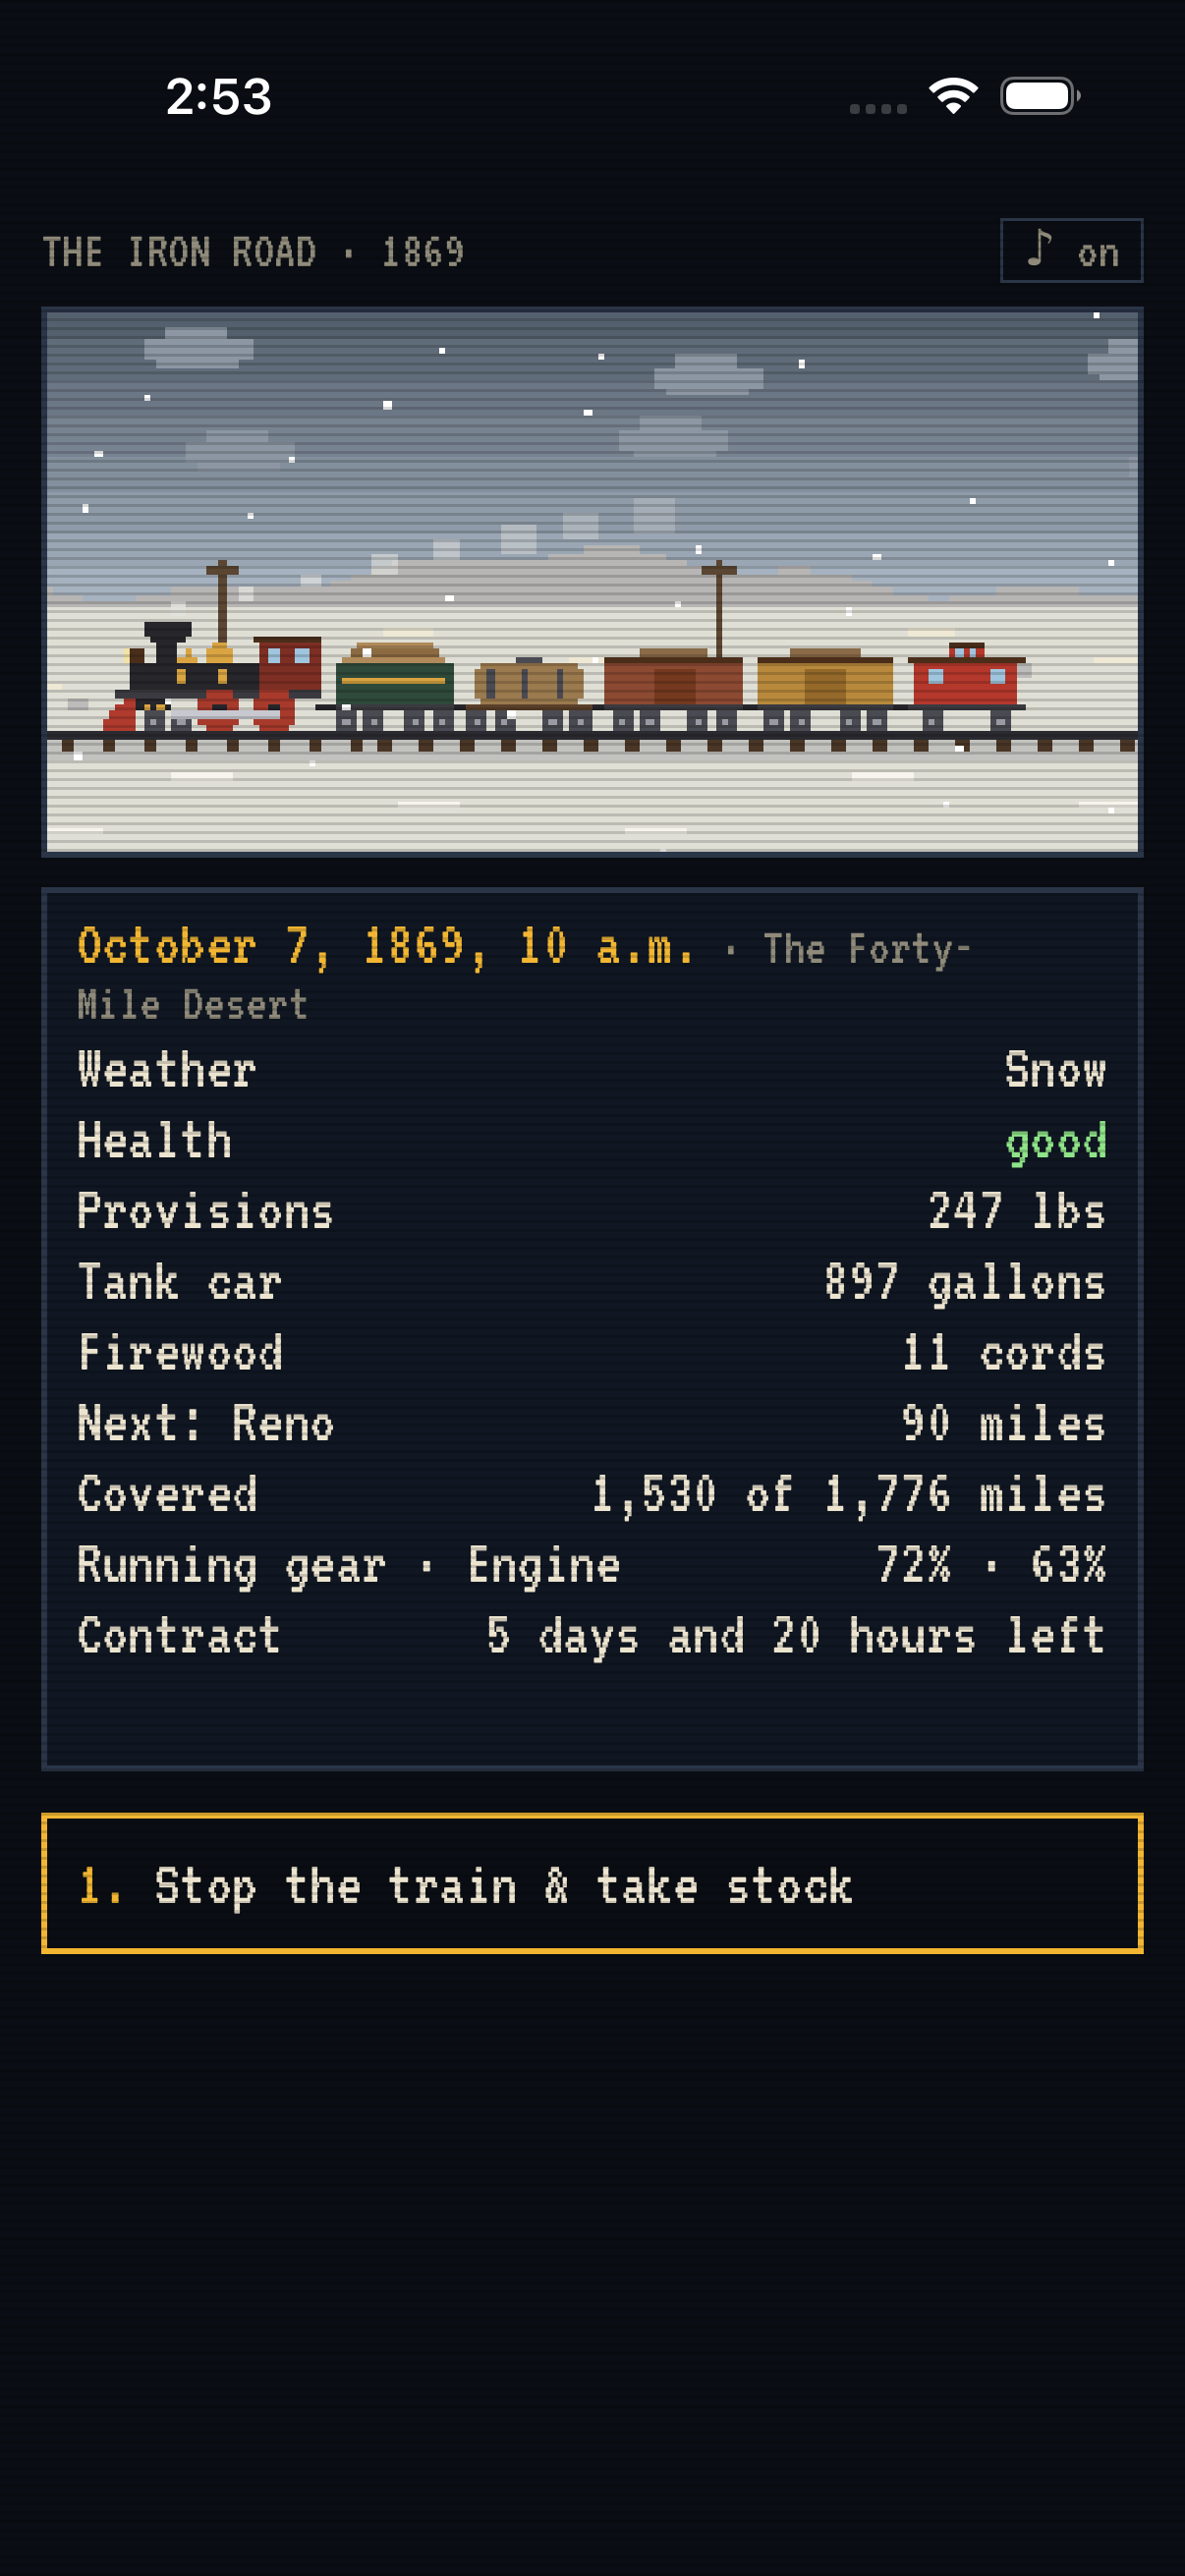 2:53
THE IRON ROAD · 1869
♪ on
October 7, 1869, 10 a.m. · The Forty-
Mile Desert
Weather Snow
Health good
Provisions 247 lbs
Tank car 897 gallons
Firewood 11 cords
Next: Reno 90 miles
Covered 1,530 of 1,776 miles
Running gear · Engine 72% · 63%
Contract 5 days and 20 hours left
1. Stop the train & take stock